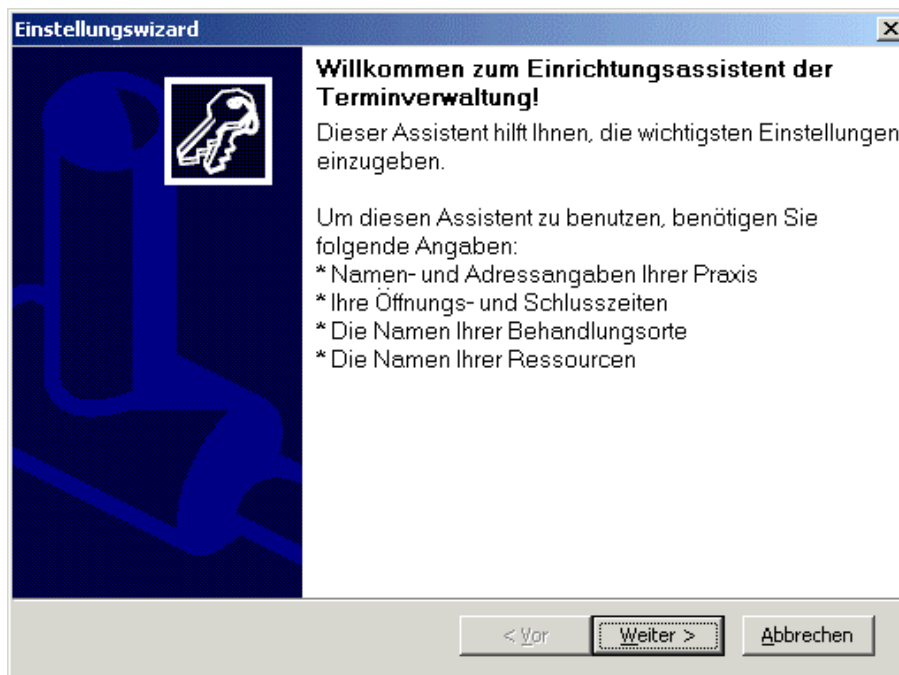 Einstellungswizard
Willkommen zum Einrichtungsassistent der
Terminverwaltung!
Dieser Assistent hilft Ihnen, die wichtigsten Einstellungen
einzugeben.
Um diesen Assistent zu benutzen, benötigen Sie
folgende Angaben:
* Namen- und Adressangaben Ihrer Praxis
* Ihre Öffnungs- und Schlusszeiten
* Die Namen Ihrer Behandlungsorte
* Die Namen Ihrer Ressourcen
< Vor Weiter > Abbrechen